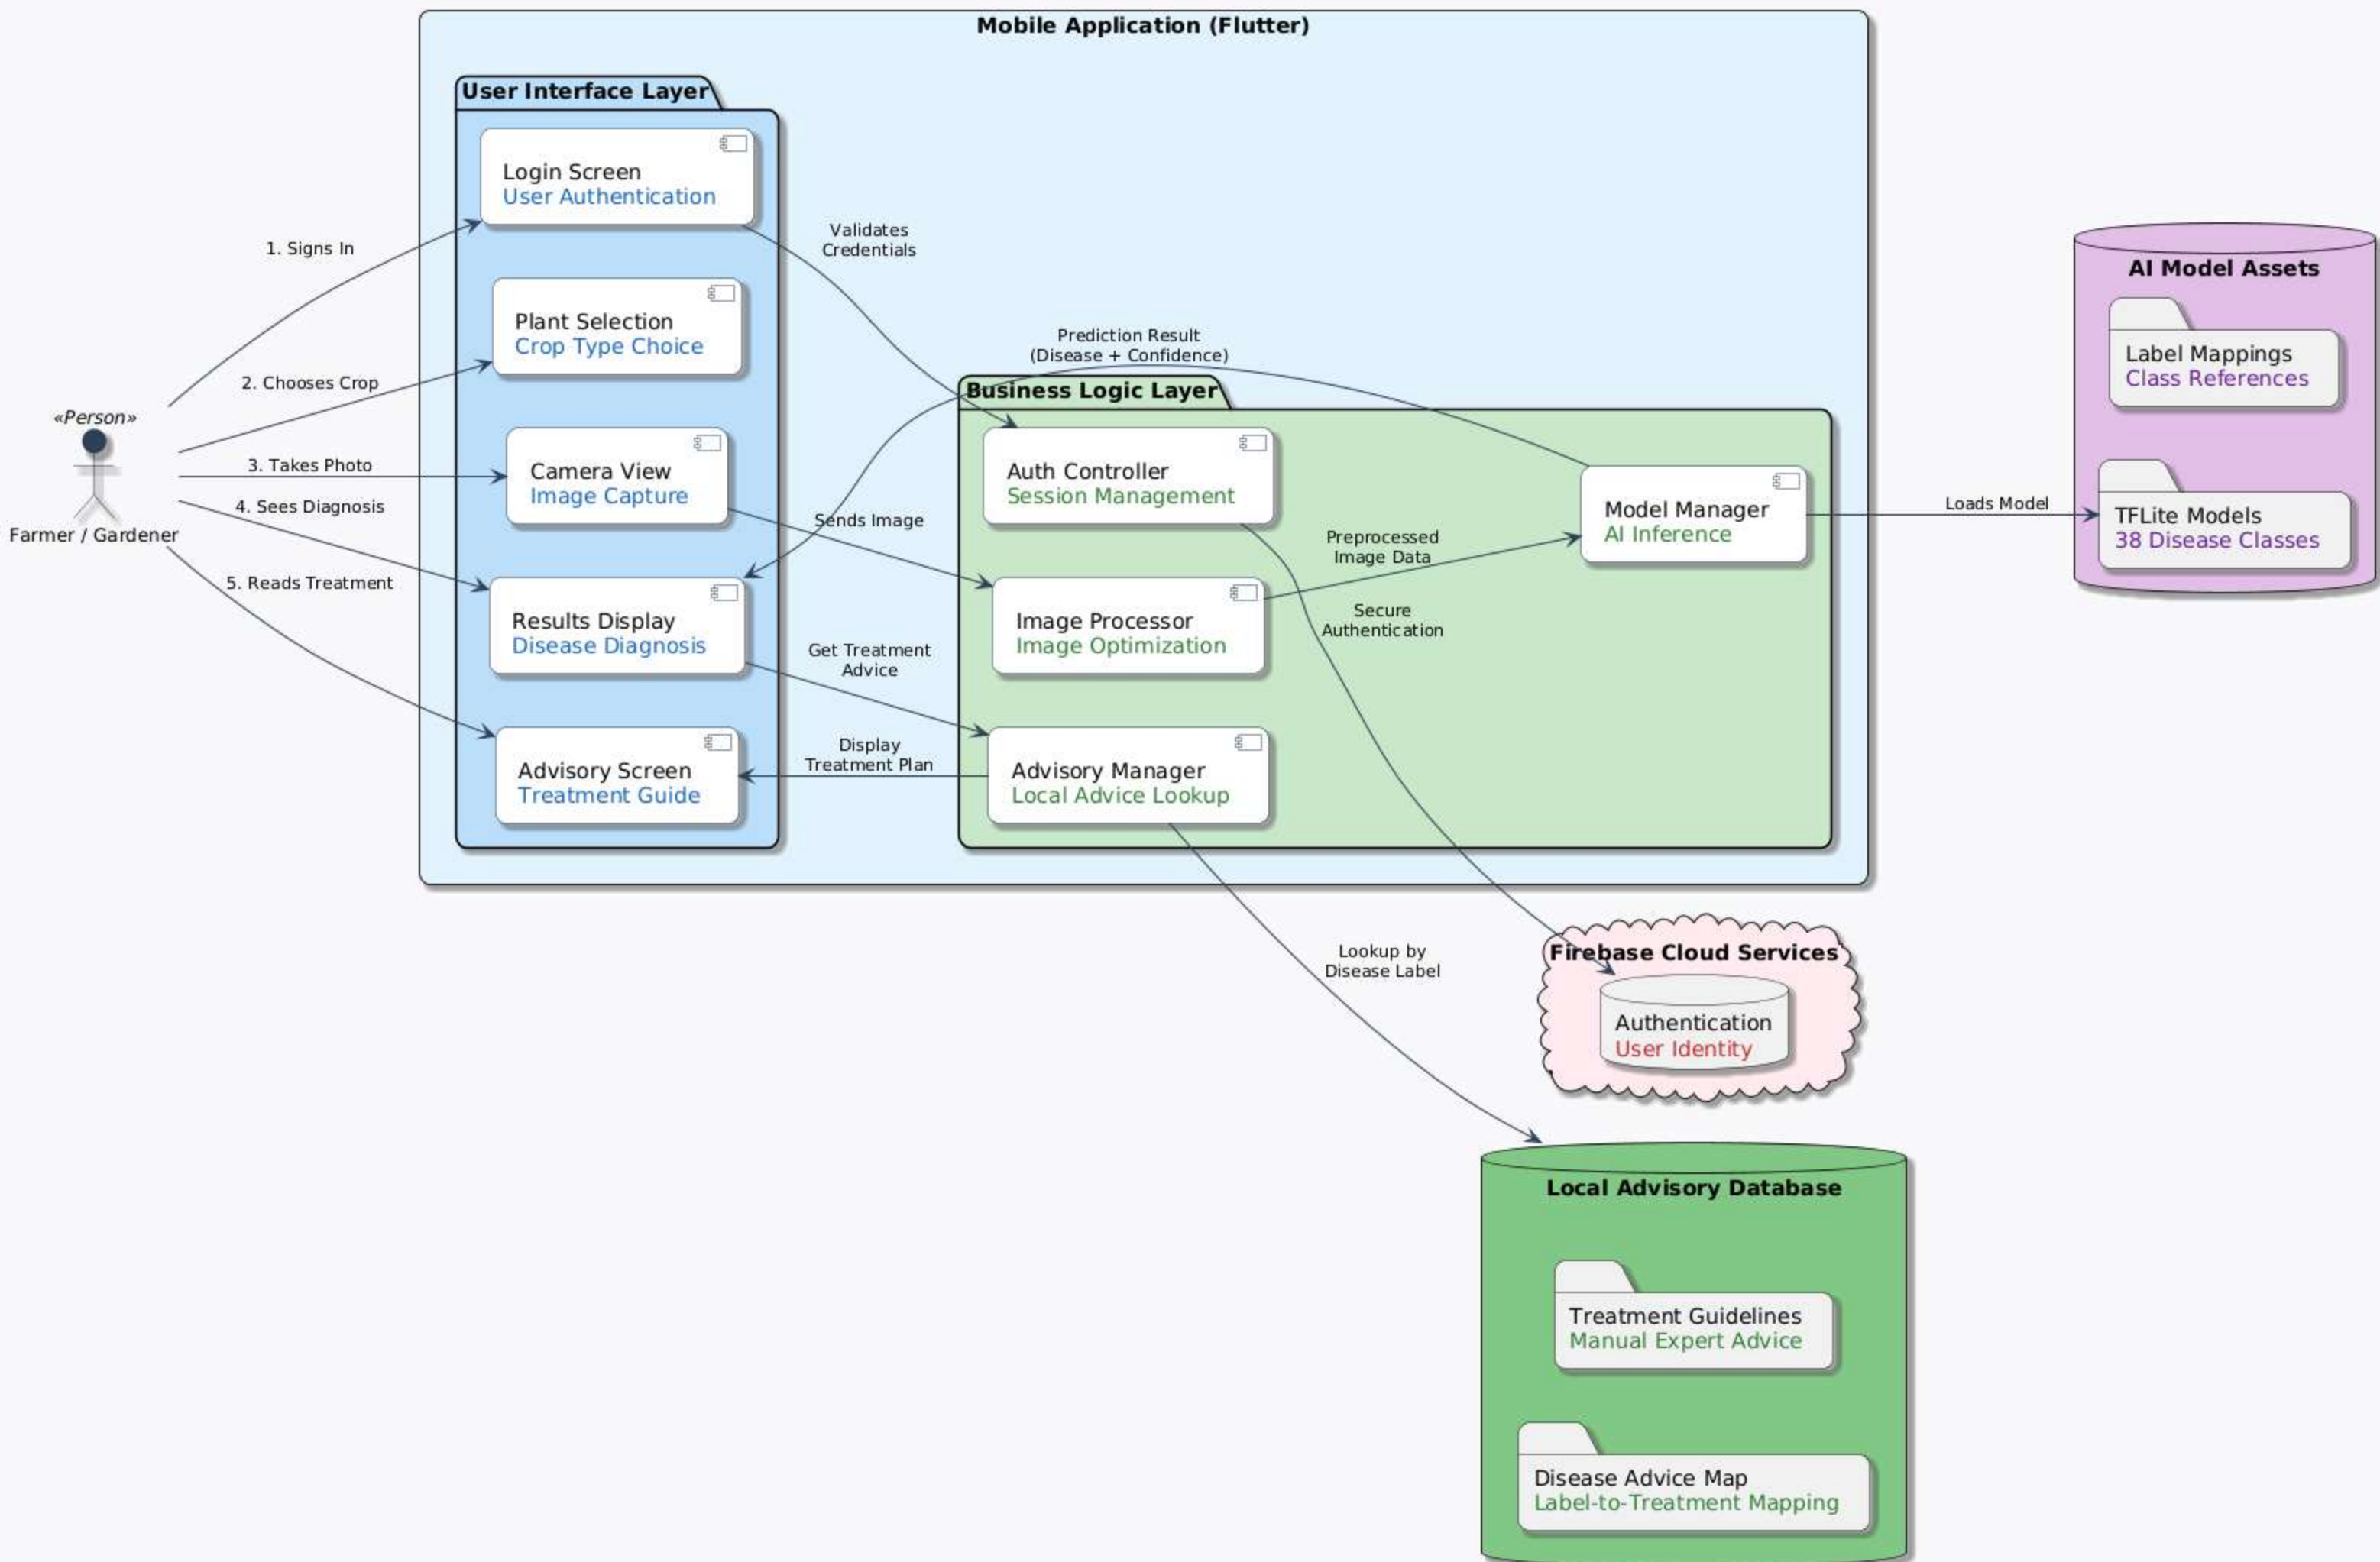 Mobile Application (Flutter)
User Interface Layer
Login Screen
User Authentication
Plant Selection
Crop Type Choice
Camera View
Image Capture
Results Display
Disease Diagnosis
Advisory Screen
Treatment Guide
«Person»
Farmer / Gardener
1. Signs In
2. Chooses Crop
3. Takes Photo
4. Sees Diagnosis
5. Reads Treatment
Validates
Credentials
Prediction Result
(Disease + Confidence)
Sends Image
Get Treatment
Advice
Display
Treatment Plan
Business Logic Layer
Auth Controller
Session Management
Image Processor
Image Optimization
Advisory Manager
Local Advice Lookup
Preprocessed
Image Data
Secure
Authentication
Model Manager
AI Inference
Loads Model
AI Model Assets
Label Mappings
Class References
TFLite Models
38 Disease Classes
Lookup by
Disease Label
Firebase Cloud Services
Authentication
User Identity
Local Advisory Database
Treatment Guidelines
Manual Expert Advice
Disease Advice Map
Label-to-Treatment Mapping